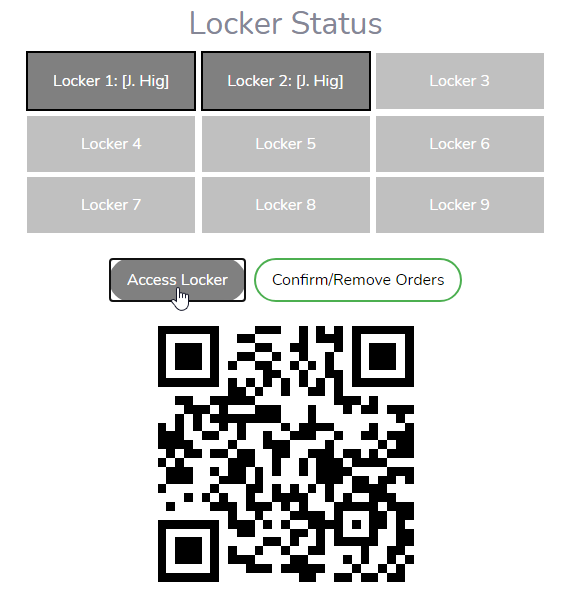 Locker Status
Locker 1: [J. Hig]
Locker 2: [J. Hig]
Locker 3
Locker 4
Locker 5
Locker 6
Locker 7
Locker 8
Locker 9
Access Locker
Confirm/Remove Orders